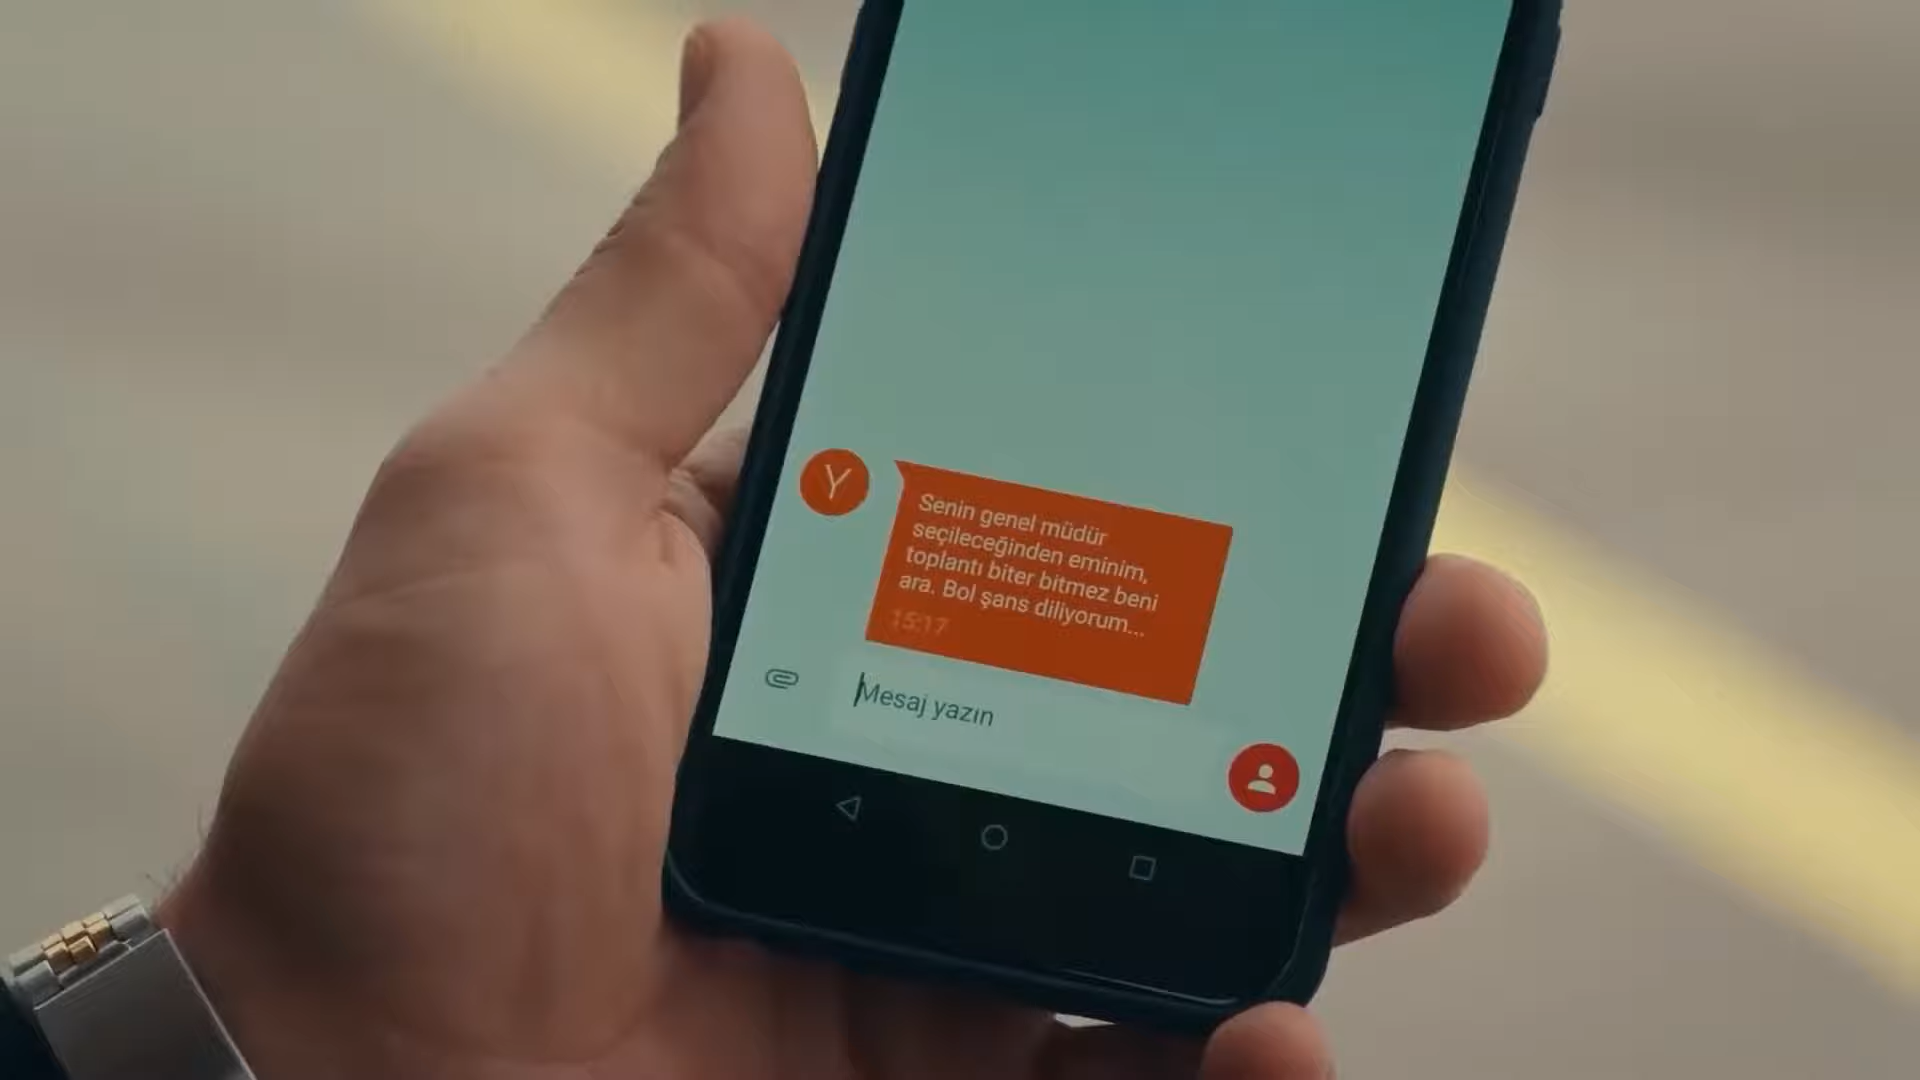 Y
Senin genel müdür
seçileceğinden eminim,
toplantı biter bitmez beni
ara. Bol şans diliyorum...
15:17
Mesaj yazın